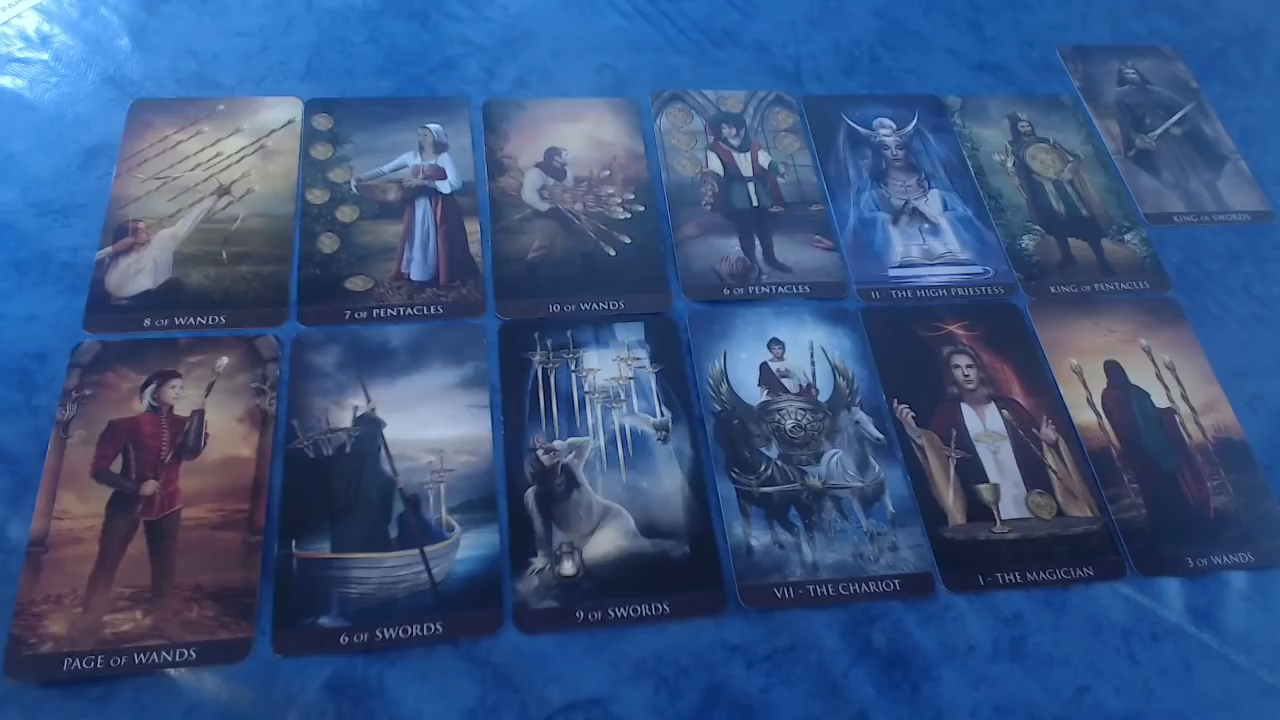 8 OF WANDS
7 OF PENTACLES
10 OF WANDS
6 OF PENTACLES
II - THE HIGH PRIESTESS
KING OF PENTACLES
KING OF SWORDS
PAGE OF WANDS
6 OF SWORDS
9 OF SWORDS
VII - THE CHARIOT
I - THE MAGICIAN
3 OF WANDS